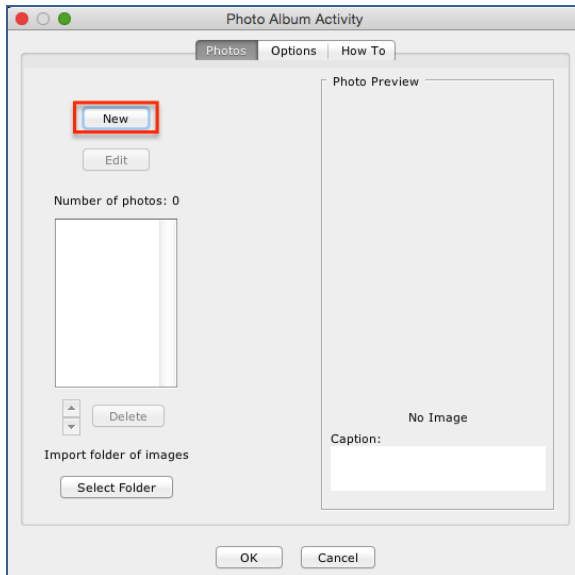 Photo Album Activity
Photos Options How To
New
Edit
Number of photos: 0
Delete
Import folder of images
Select Folder
Photo Preview
No Image
Caption:
OK Cancel